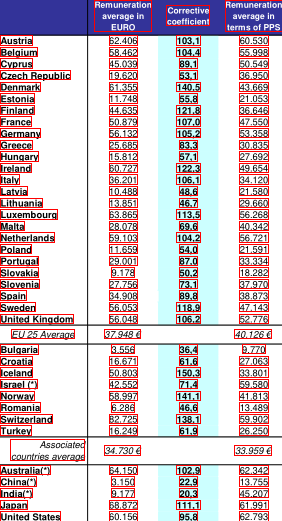 Remuneration average in EURO Corrective coefficient Remuneration average in terms of PPS
Austria 62.406 103,1 60.530
Belgium 58.462 104,4 55.998
Cyprus 45.039 89,1 50.549
Czech Republic 19.620 53,1 36.950
Denmark 61.355 140,5 43.669
Estonia 11.748 55,8 21.053
Finland 44.635 121,8 36.646
France 50.879 107,0 47.550
Germany 56.132 105,2 53.358
Greece 25.685 83,3 30.835
Hungary 15.812 57,1 27.692
Ireland 60.727 122,3 49.654
Italy 36.201 106,1 34.120
Latvia 10.488 48,6 21.580
Lithuania 13.851 46,7 29.660
Luxembourg 63.865 113,5 56.268
Malta 28.078 69,6 40.342
Netherlands 59.103 104,2 56.721
Poland 11.659 54,0 21.591
Portugal 29.001 87,0 33.334
Slovakia 9.178 50,2 18.282
Slovenia 27.756 73,1 37.970
Spain 34.908 89,8 38.873
Sweden 56.053 118,9 47.143
United Kingdom 56.048 106,2 52.776
EU 25 Average 37.948 € 40.126 €
Bulgaria 3.556 36,4 9.770
Croatia 16.671 61,6 27.063
Iceland 50.803 150,3 33.801
Israel (*) 42.552 71,4 59.580
Norway 58.997 141,1 41.813
Romania 6.286 46,6 13.489
Switzerland 82.725 138,1 59.902
Turkey 16.249 61,9 26.250
Associated countries average 34.730 € 33.959 €
Australia(*) 64.150 102,9 62.342
China(*) 3.150 22,9 13.755
India(*) 9.177 20,3 45.207
Japan 68.872 111,1 61.991
United States 60.156 95,8 62.793